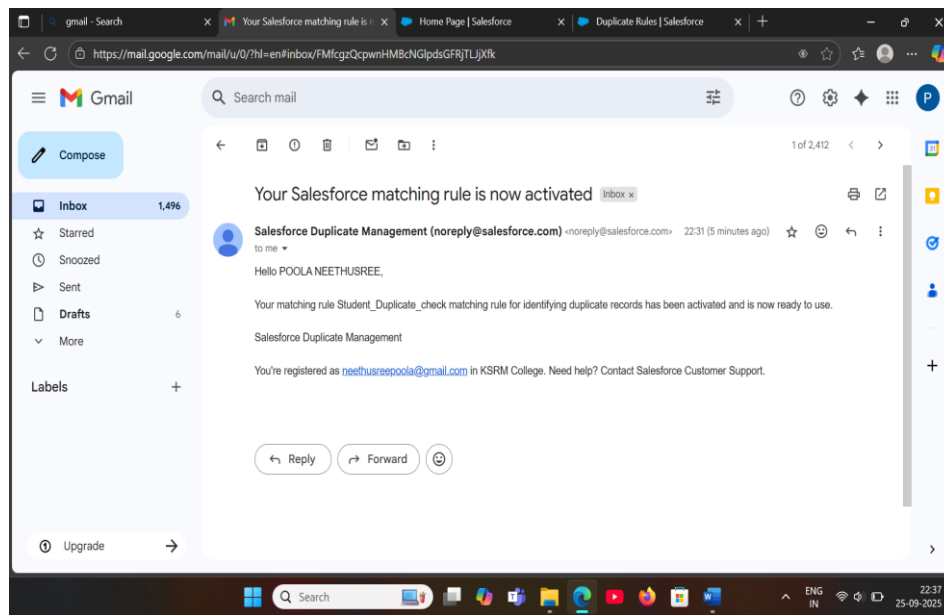 gmail - Search
Your Salesforce matching rule is n
Home Page | Salesforce
Duplicate Rules | Salesforce
https://mail.google.com/mail/u/0/?hl=en#inbox/FMfcgzQcpwnHMBcNGlpdsGFRjTLJjXfk
Gmail
Search mail
P
Compose
1 of 2,412
31
Your Salesforce matching rule is now activated Inbox x
Inbox 1,496
Salesforce Duplicate Management (noreply@salesforce.com) <noreply@salesforce.com> 22:31 (5 minutes ago)
Starred
to me
Snoozed
Hello POOLA NEETHUSREE,
Sent
Your matching rule Student_Duplicate_check matching rule for identifying duplicate records has been activated and is now ready to use.
Drafts 6
More
Salesforce Duplicate Management
You're registered as neethusreepoola@gmail.com in KSRM College. Need help? Contact Salesforce Customer Support.
Labels
Reply
Forward
Upgrade
Search
ENG
IN
22:37
25-09-2025